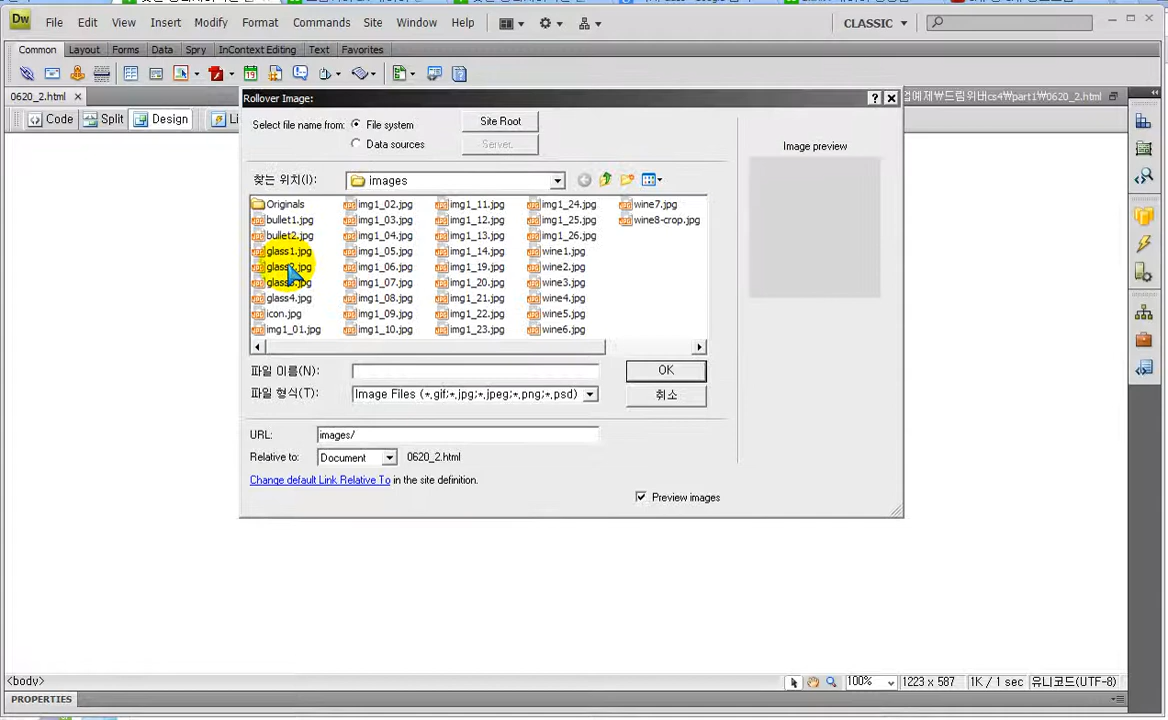 Dw File Edit View Insert Modify Format Commands Site Window Help CLASSIC
Common Layout Forms Data Spry InContext Editing Text Favorites
0620_2.html
part1₩0620_2.html
Code Split Design
Rollover Image:
Select file name from: File system Site Root
Data sources Server...
Image preview
찾는 위치(I): images
Originals img1_02.jpg img1_11.jpg img1_24.jpg wine7.jpg
bullet1.jpg img1_03.jpg img1_12.jpg img1_25.jpg wine8-crop.jpg
bullet2.jpg img1_04.jpg img1_13.jpg img1_26.jpg
glass1.jpg img1_05.jpg img1_14.jpg wine1.jpg
glass2.jpg img1_06.jpg img1_19.jpg wine2.jpg
glass3.jpg img1_07.jpg img1_20.jpg wine3.jpg
glass4.jpg img1_08.jpg img1_21.jpg wine4.jpg
icon.jpg img1_09.jpg img1_22.jpg wine5.jpg
img1_01.jpg img1_10.jpg img1_23.jpg wine6.jpg
파일 이름(N): OK
파일 형식(T): Image Files (*.gif;*.jpg;*.jpeg;*.png;*.psd) 취소
URL: images/
Relative to: Document 0620_2.html
Change default Link Relative To in the site definition.
Preview images
<body> 100% 1223 x 587 1K / 1 sec 유니코드(UTF-8)
PROPERTIES